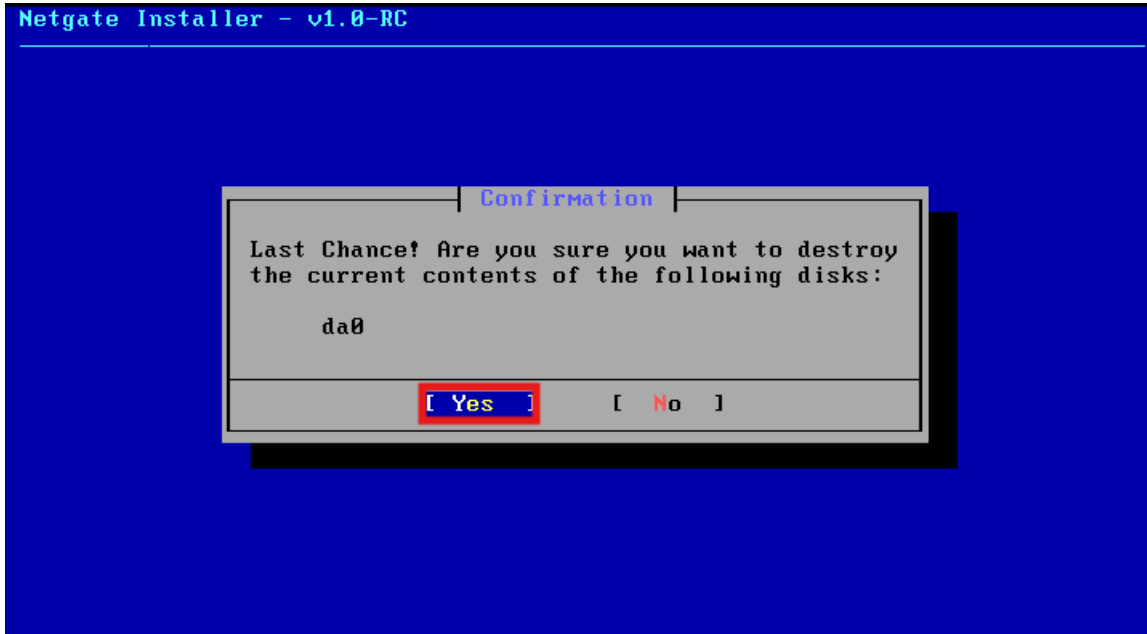 Netgate Installer - v1.0-RC
Confirmation
Last Chance! Are you sure you want to destroy
the current contents of the following disks:
da0
[ Yes ] [ No ]